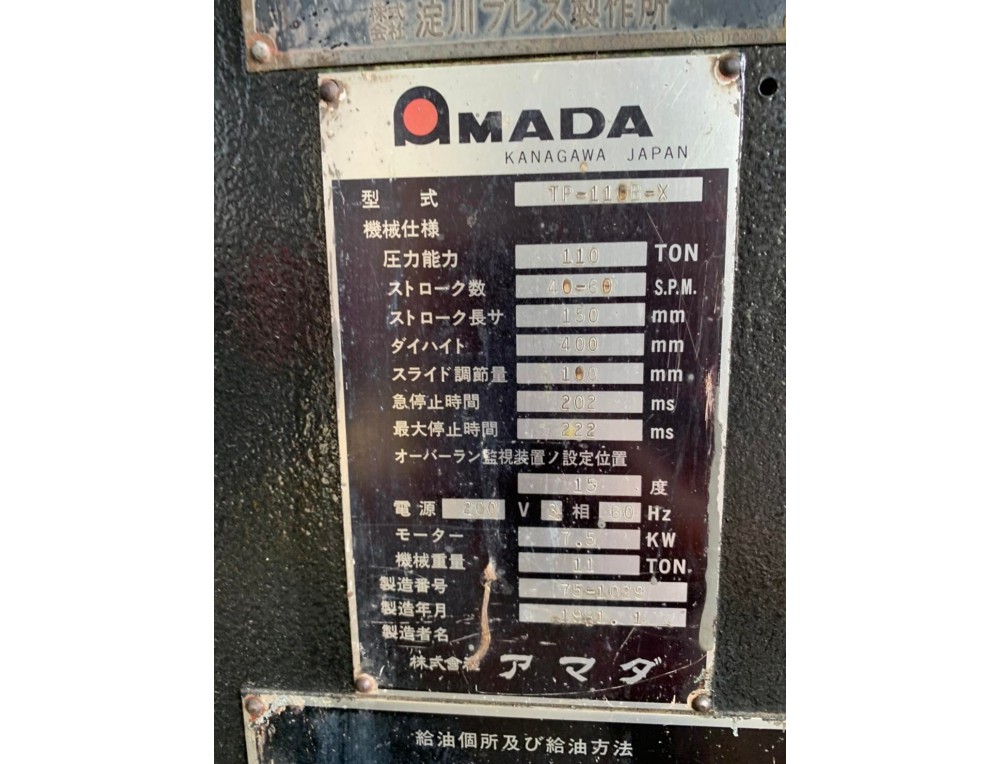 株式会社 淀川プレス製作所
AMADA
KANAGAWA JAPAN
型式 TP-110E-X
機械仕様
圧力能力 110 TON
ストローク数 40-60 S.P.M.
ストローク長サ 150 mm
ダイハイト 400 mm
スライド調節量 100 mm
急停止時間 202 ms
最大停止時間 222 ms
オーバーラン監視装置ノ設定位置
15 度
電源 200 V 3 相 60 Hz
モーター 7.5 KW
機械重量 11 TON.
製造番号
製造年月
製造者名
株式會社 アマダ
給油個所及び給油方法